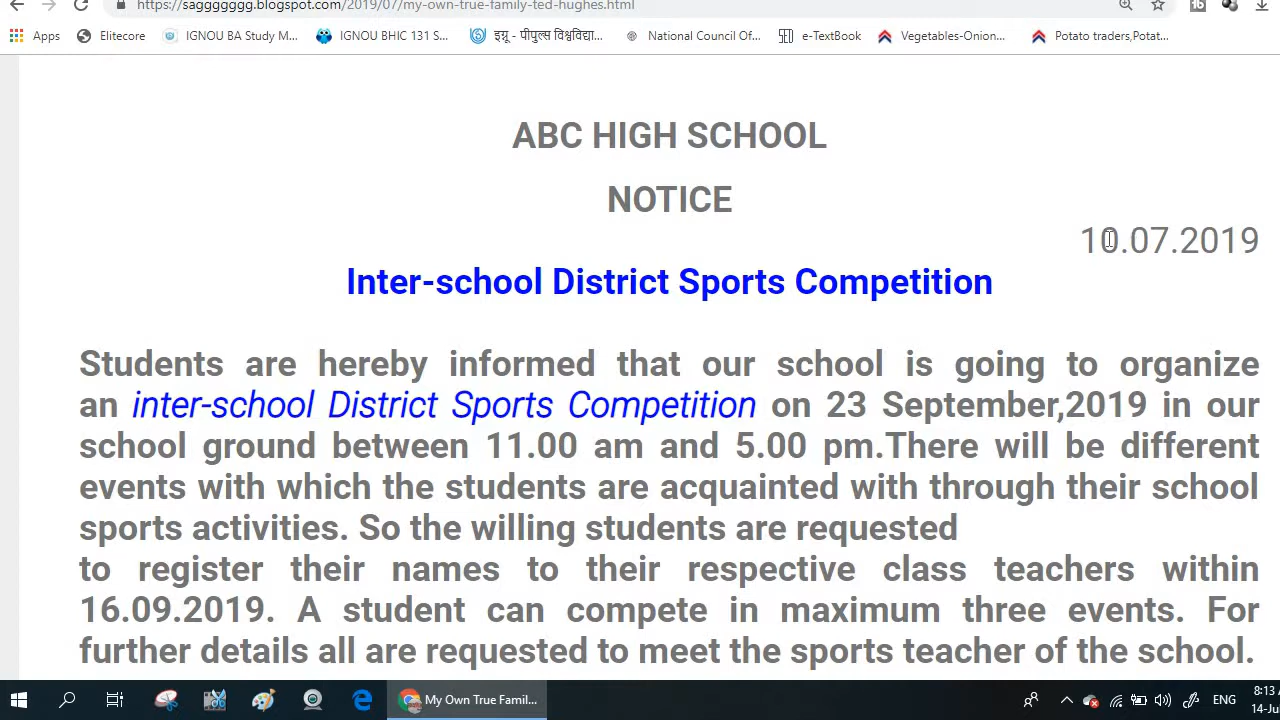 https://saggggggg.blogspot.com/2019/07/my-own-true-family-ted-hughes.html
Apps Elitecore IGNOU BA Study M... IGNOU BHIC 131 S... इग्नू - पीपुल्स विश्वविद्या... National Council Of... e-TextBook Vegetables-Onion... Potato traders,Potat...
ABC HIGH SCHOOL
NOTICE
10.07.2019
Inter-school District Sports Competition
Students are hereby informed that our school is going to organize
an inter-school District Sports Competition on 23 September,2019 in our
school ground between 11.00 am and 5.00 pm.There will be different
events with which the students are acquainted with through their school
sports activities. So the willing students are requested
to register their names to their respective class teachers within
16.09.2019. A student can compete in maximum three events. For
further details all are requested to meet the sports teacher of the school.
My Own True Famil...
ENG
8:13
14-Ju